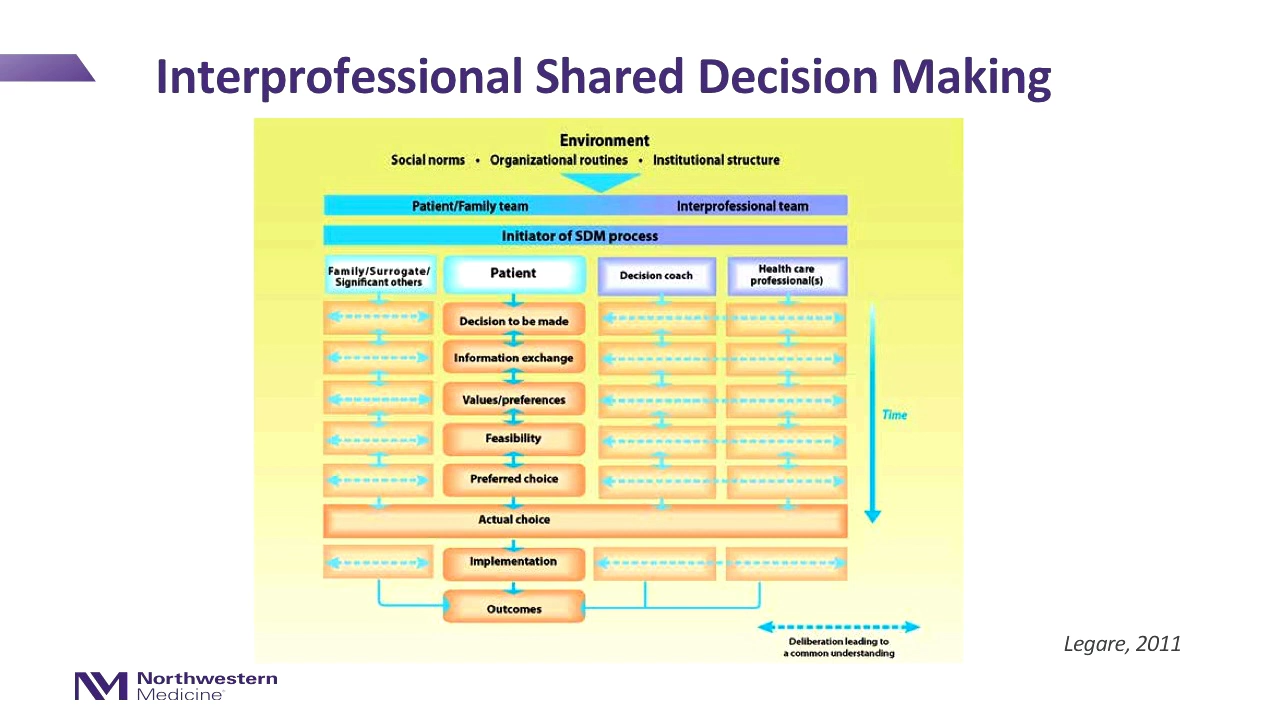 Interprofessional Shared Decision Making
Environment
Social norms • Organizational routines • Institutional structure
Patient/Family team
Interprofessional team
Initiator of SDM process
Family/Surrogate/
Significant others
Patient
Decision coach
Health care
professional(s)
Decision to be made
Information exchange
Values/preferences
Feasibility
Preferred choice
Actual choice
Implementation
Outcomes
Time
Deliberation leading to
a common understanding
Legare, 2011
Northwestern
Medicine